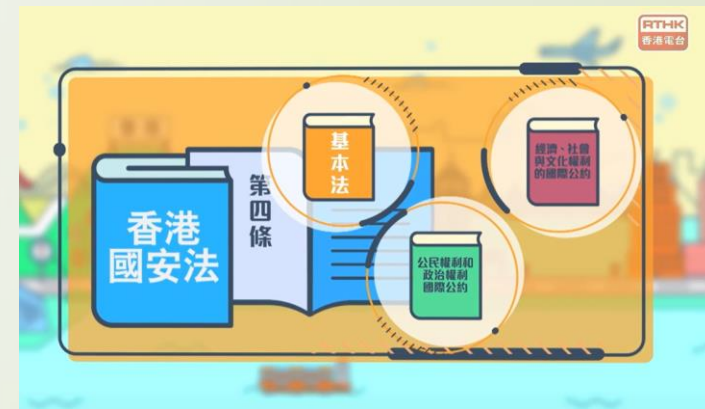 RTHK
香港電台
香港
國安法
第四條
基本法
經濟、社會
與文化權利
的國際公約
公民權利和
政治權利
國際公約